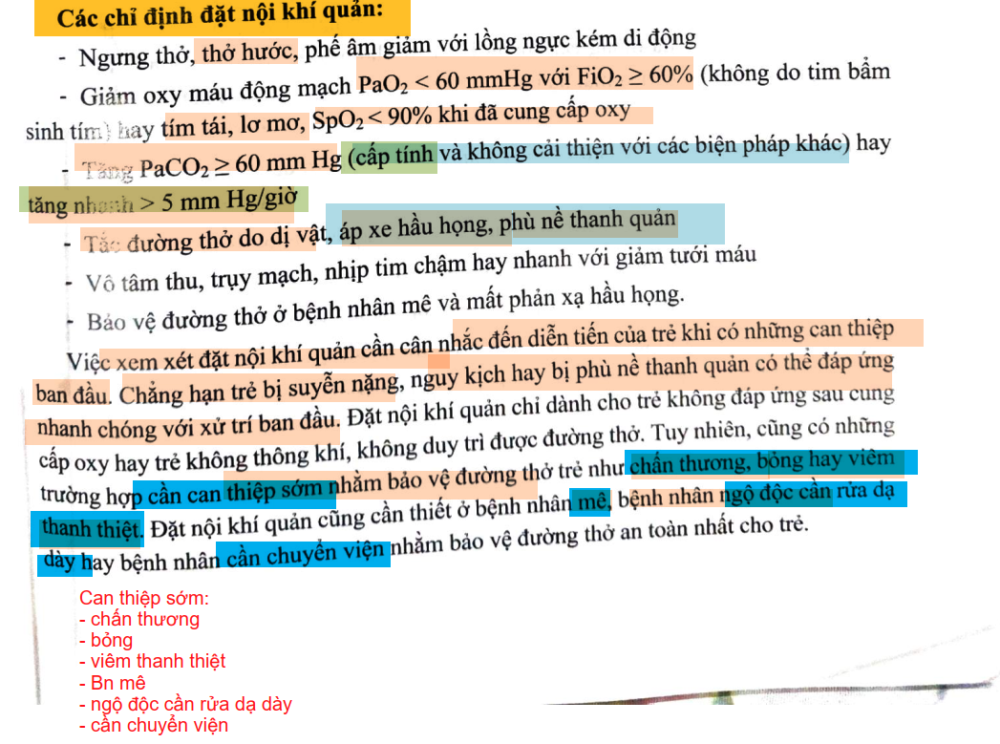 Các chỉ định đặt nội khí quản:
- Ngưng thở, thở hước, phế âm giảm với lồng ngực kém di động
- Giảm oxy máu động mạch PaO₂ < 60 mmHg với FiO₂ ≥ 60% (không do tim bẩm
sinh tím) hay tím tái, lơ mơ, SpO₂ < 90% khi đã cung cấp oxy
- Tăng PaCO₂ ≥ 60 mm Hg (cấp tính và không cải thiện với các biện pháp khác) hay
tăng nhanh > 5 mm Hg/giờ
- Tắc đường thở do dị vật, áp xe hầu họng, phù nề thanh quản
- Vô tâm thu, trụy mạch, nhịp tim chậm hay nhanh với giảm tưới máu
- Bảo vệ đường thở ở bệnh nhân mê và mất phản xạ hầu họng.
Việc xem xét đặt nội khí quản cần cân nhắc đến diễn tiến của trẻ khi có những can thiệp
ban đầu. Chẳng hạn trẻ bị suyễn nặng, nguy kịch hay bị phù nề thanh quản có thể đáp ứng
nhanh chóng với xử trí ban đầu. Đặt nội khí quản chỉ dành cho trẻ không đáp ứng sau cung
cấp oxy hay trẻ không thông khí, không duy trì được đường thở. Tuy nhiên, cũng có những
trường hợp cần can thiệp sớm nhằm bảo vệ đường thở trẻ như chấn thương, bỏng hay viêm
thanh thiệt. Đặt nội khí quản cũng cần thiết ở bệnh nhân mê, bệnh nhân ngộ độc cần rửa dạ
dày hay bệnh nhân cần chuyển viện nhằm bảo vệ đường thở an toàn nhất cho trẻ.
Can thiệp sớm:
- chấn thương
- bỏng
- viêm thanh thiệt
- Bn mê
- ngộ độc cần rửa dạ dày
- cần chuyển viện